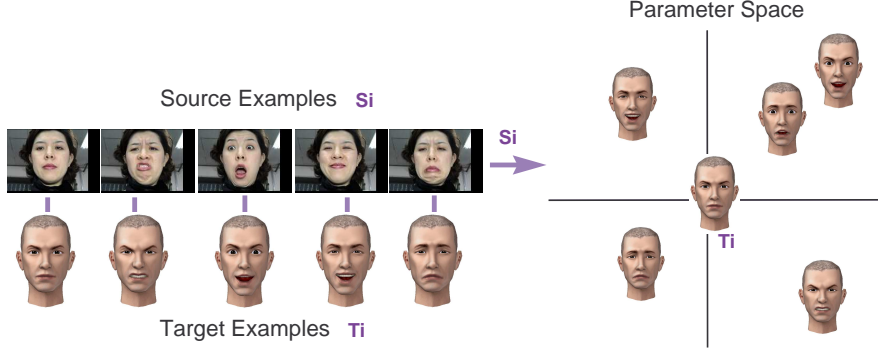 Parameter Space
Source Examples Si
Si
Ti
Target Examples Ti